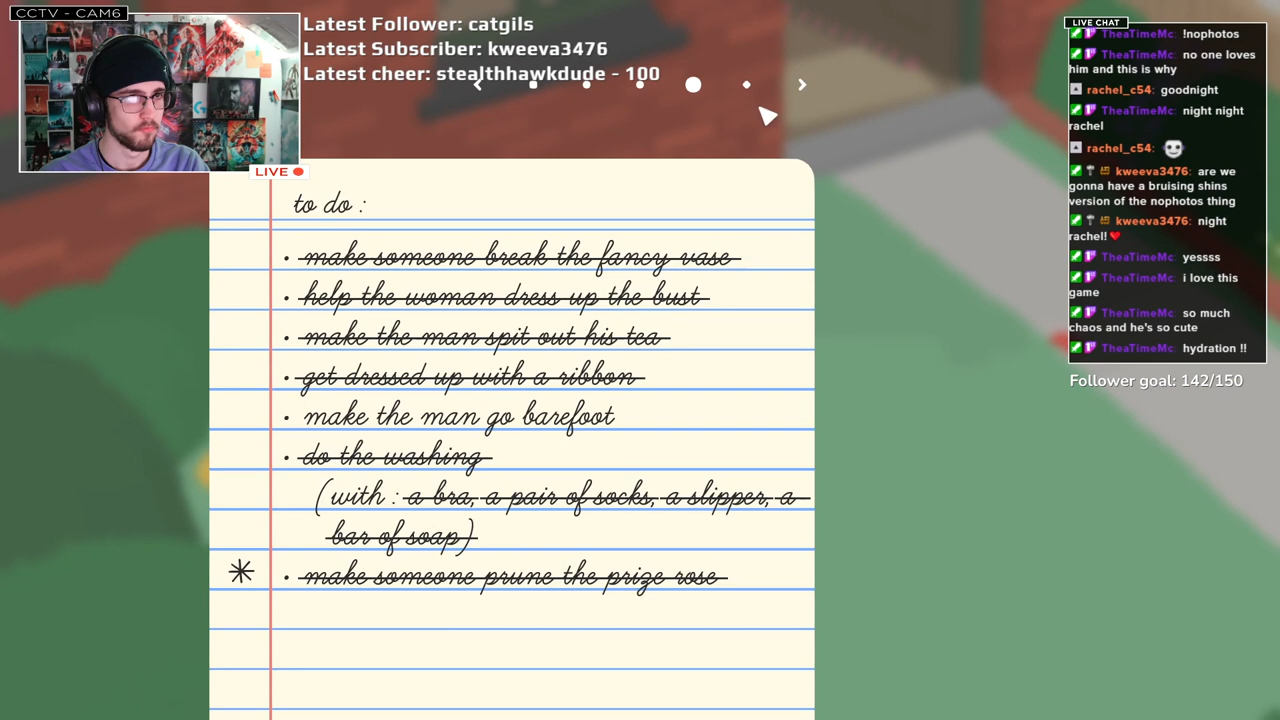 CCTV - CAM6
Latest Follower: catgils
Latest Subscriber: kweeva3476
Latest cheer: stealthhawkdude - 100
LIVE
to do :
• make someone break the fancy vase
• help the woman dress up the bust
• make the man spit out his tea
• get dressed up with a ribbon
• make the man go barefoot
• do the washing
(with : a bra, a pair of socks, a slipper, a
bar of soap)
• make someone prune the prize rose
LIVE CHAT
TheaTimeMc: !nophotos
TheaTimeMc: no one loves
him and this is why
rachel_c54: goodnight
TheaTimeMc: night night
rachel
rachel_c54:
kweeva3476: are we
gonna have a bruising shins
version of the nophotos thing
kweeva3476: night
rachel! ❤
TheaTimeMc: yessss
TheaTimeMc: i love this
game
TheaTimeMc: so much
chaos and he's so cute
TheaTimeMc: hydration !!
Follower goal: 142/150